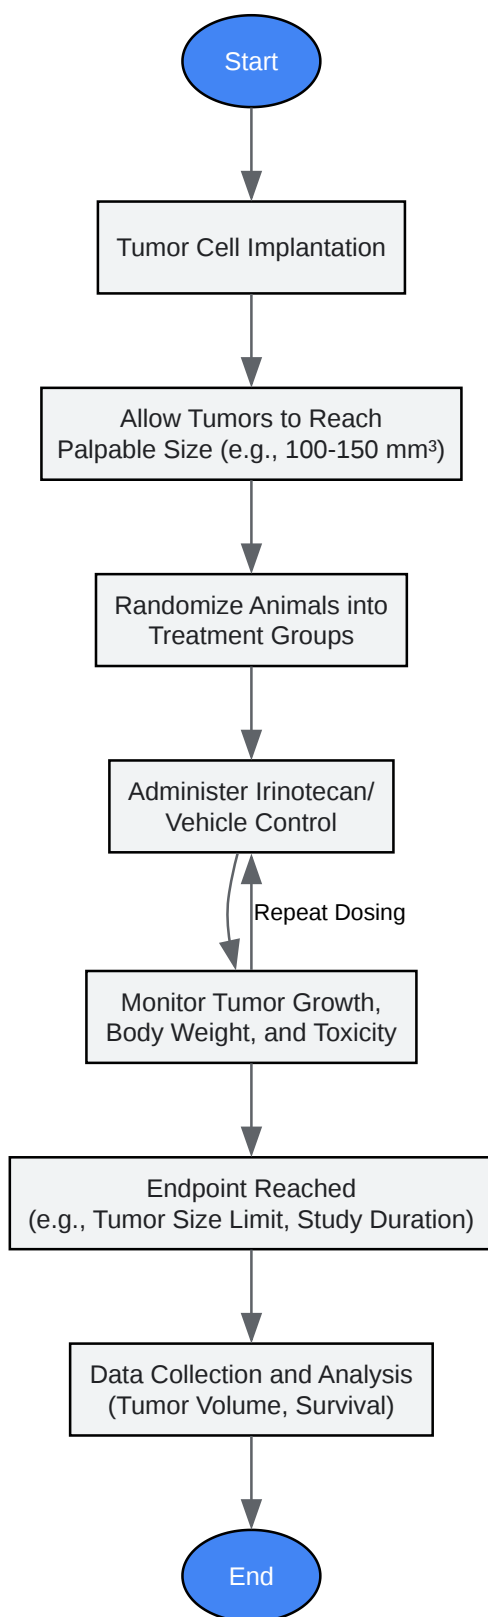 Start
Tumor Cell Implantation
Allow Tumors to Reach
Palpable Size (e.g., 100-150 mm³)
Randomize Animals into
Treatment Groups
Administer Irinotecan/
Vehicle Control
Repeat Dosing
Monitor Tumor Growth,
Body Weight, and Toxicity
Endpoint Reached
(e.g., Tumor Size Limit, Study Duration)
Data Collection and Analysis
(Tumor Volume, Survival)
End